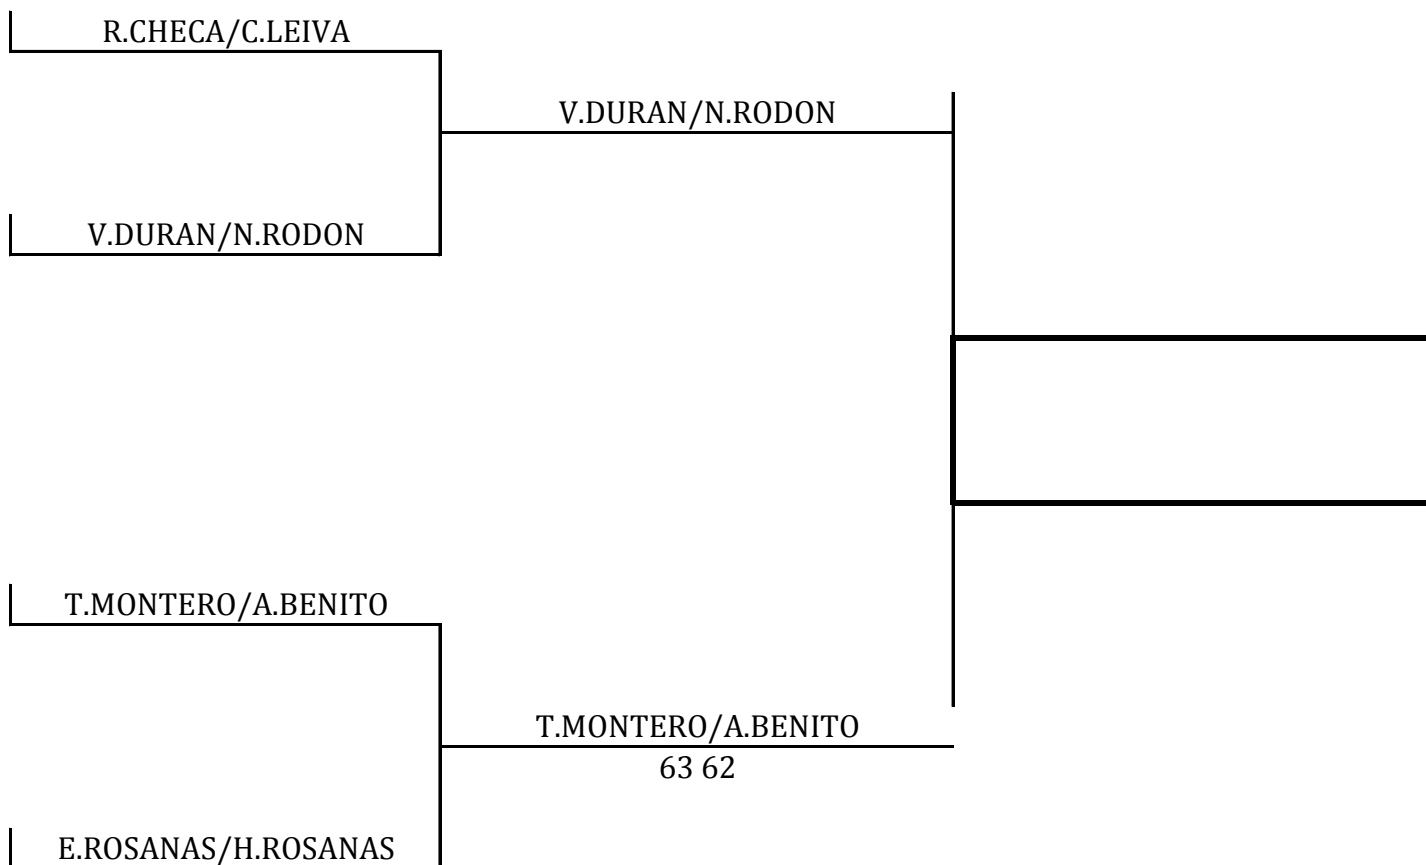 R.CHECA/C.LEIVA
V.DURAN/N.RODON
V.DURAN/N.RODON
T.MONTERO/A.BENITO
T.MONTERO/A.BENITO
63 62
E.ROSANAS/H.ROSANAS